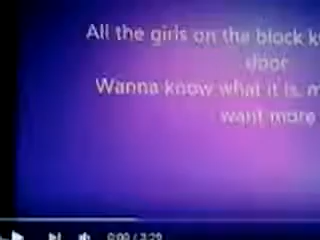 All the girls on the block k
door
Wanna know what it is, m
want more
0:00 / 3:29